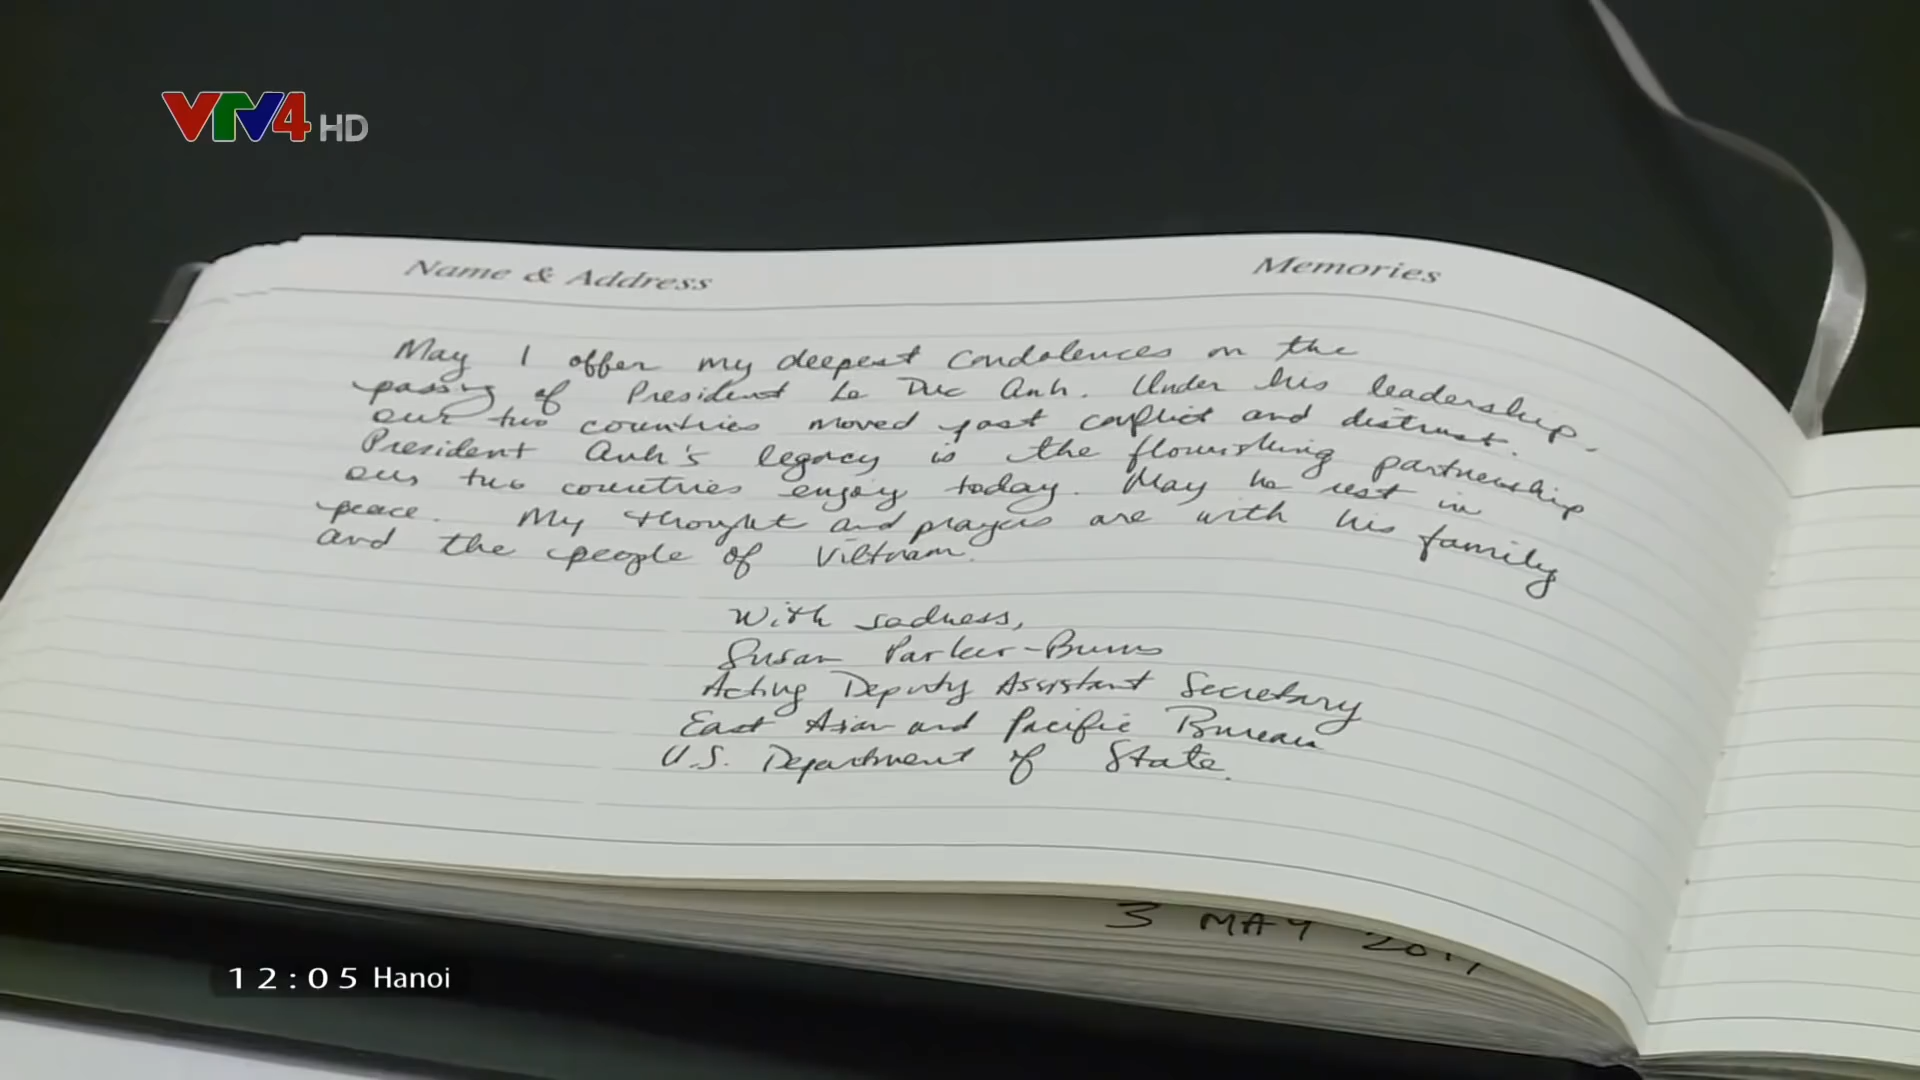 VTV4 HD
Name & Address Memories
May I offer my deepest condolences on the
passing of President Le Duc Anh. Under his leadership,
our two countries moved past conflict and distrust.
President Anh's legacy is the flourishing partnership
our two countries enjoy today. May he rest in
peace. My thought and prayers are with his family
and the people of Vietnam.
With sadness,
Susan Parker-Burns
Acting Deputy Assistant Secretary
East Asian and Pacific Bureau
U.S. Department of State.
3 MAY
12:05 Hanoi